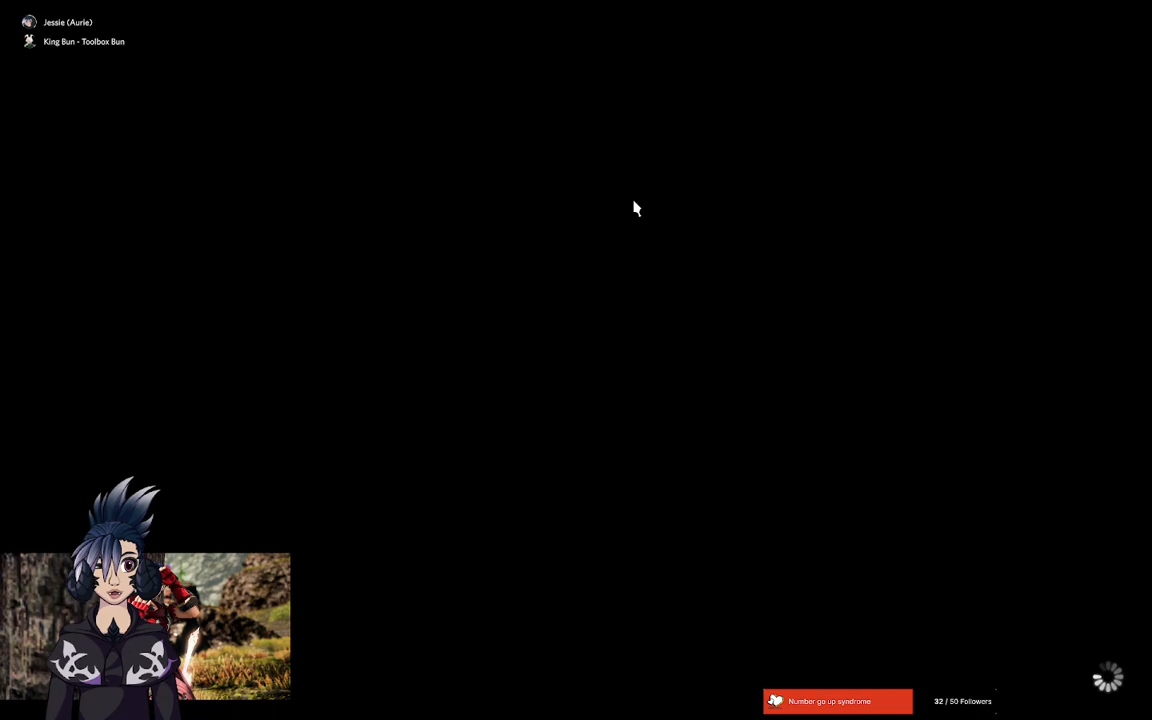 Jessie (Aurie)
King Bun - Toolbox Bun
Number go up syndrome
32 / 50 Followers